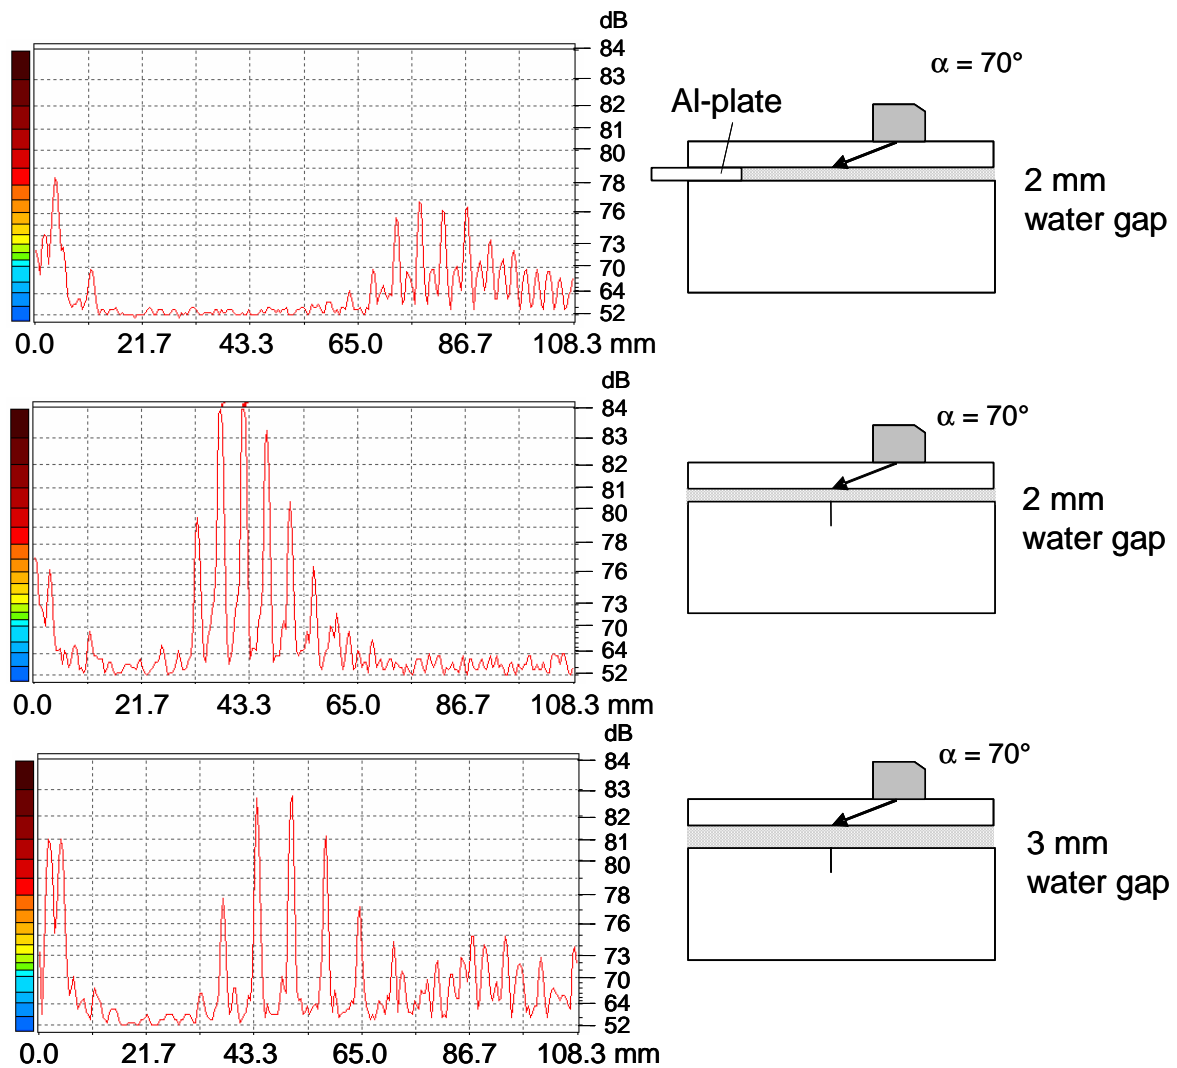 dB
84
83
82
81
80
78
76
73
70
64
52
0.0 21.7 43.3 65.0 86.7 108.3 mm
α = 70°
Al-plate
2 mm
water gap
dB
84
83
82
81
80
78
76
73
70
64
52
0.0 21.7 43.3 65.0 86.7 108.3 mm
α = 70°
2 mm
water gap
dB
84
83
82
81
80
78
76
73
70
64
52
0.0 21.7 43.3 65.0 86.7 108.3 mm
α = 70°
3 mm
water gap